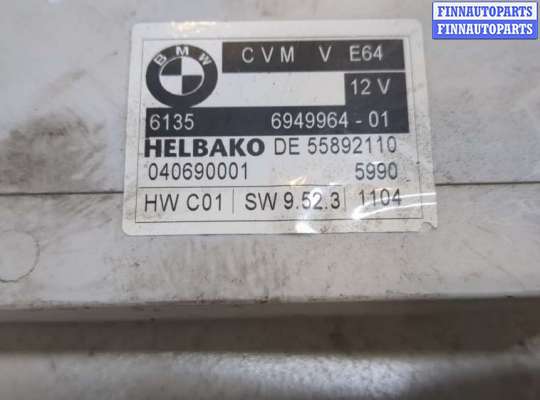 FINNAUTOPARTS
FINNAUTOPARTS
BMW
CVM V E64
12 V
6135 6949964-01
HELBAKO DE 55892110
040690001 5990
HW C01 SW 9.52.3 1104